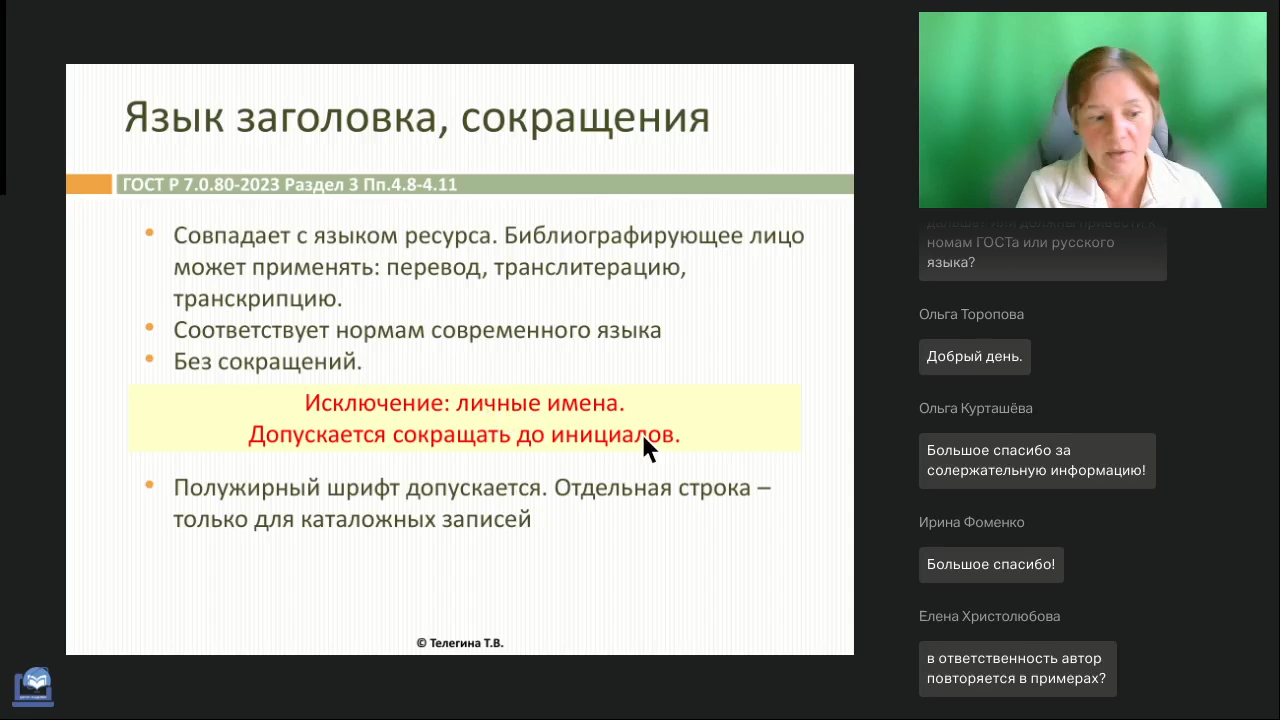 Язык заголовка, сокращения
ГОСТ Р 7.0.80-2023 Раздел 3 Пп.4.8-4.11
• Совпадает с языком ресурса. Библиографирующее лицо
может применять: перевод, транслитерацию,
транскрипцию.
• Соответствует нормам современного языка
• Без сокращений.
Исключение: личные имена.
Допускается сокращать до инициалов.
• Полужирный шрифт допускается. Отдельная строка –
только для каталожных записей
© Телегина Т.В.
номам ГОСТа или русского
языка?
Ольга Торопова
Добрый день.
Ольга Курташёва
Большое спасибо за
солержательную информацию!
Ирина Фоменко
Большое спасибо!
Елена Христолюбова
в ответственность автор
повторяется в примерах?